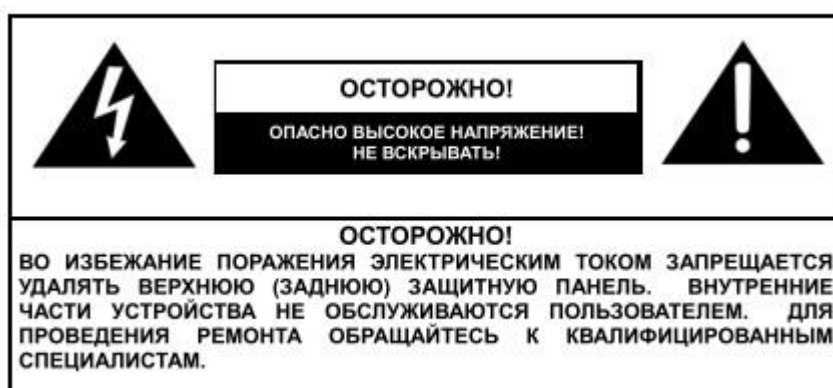 ОСТОРОЖНО!
ОПАСНО ВЫСОКОЕ НАПРЯЖЕНИЕ!
НЕ ВСКРЫВАТЬ!
ОСТОРОЖНО!
ВО ИЗБЕЖАНИЕ ПОРАЖЕНИЯ ЭЛЕКТРИЧЕСКИМ ТОКОМ ЗАПРЕЩАЕТСЯ
УДАЛЯТЬ ВЕРХНЮЮ (ЗАДНЮЮ) ЗАЩИТНУЮ ПАНЕЛЬ. ВНУТРЕННИЕ
ЧАСТИ УСТРОЙСТВА НЕ ОБСЛУЖИВАЮТСЯ ПОЛЬЗОВАТЕЛЕМ. ДЛЯ
ПРОВЕДЕНИЯ РЕМОНТА ОБРАЩАЙТЕСЬ К КВАЛИФИЦИРОВАННЫМ
СПЕЦИАЛИСТАМ.